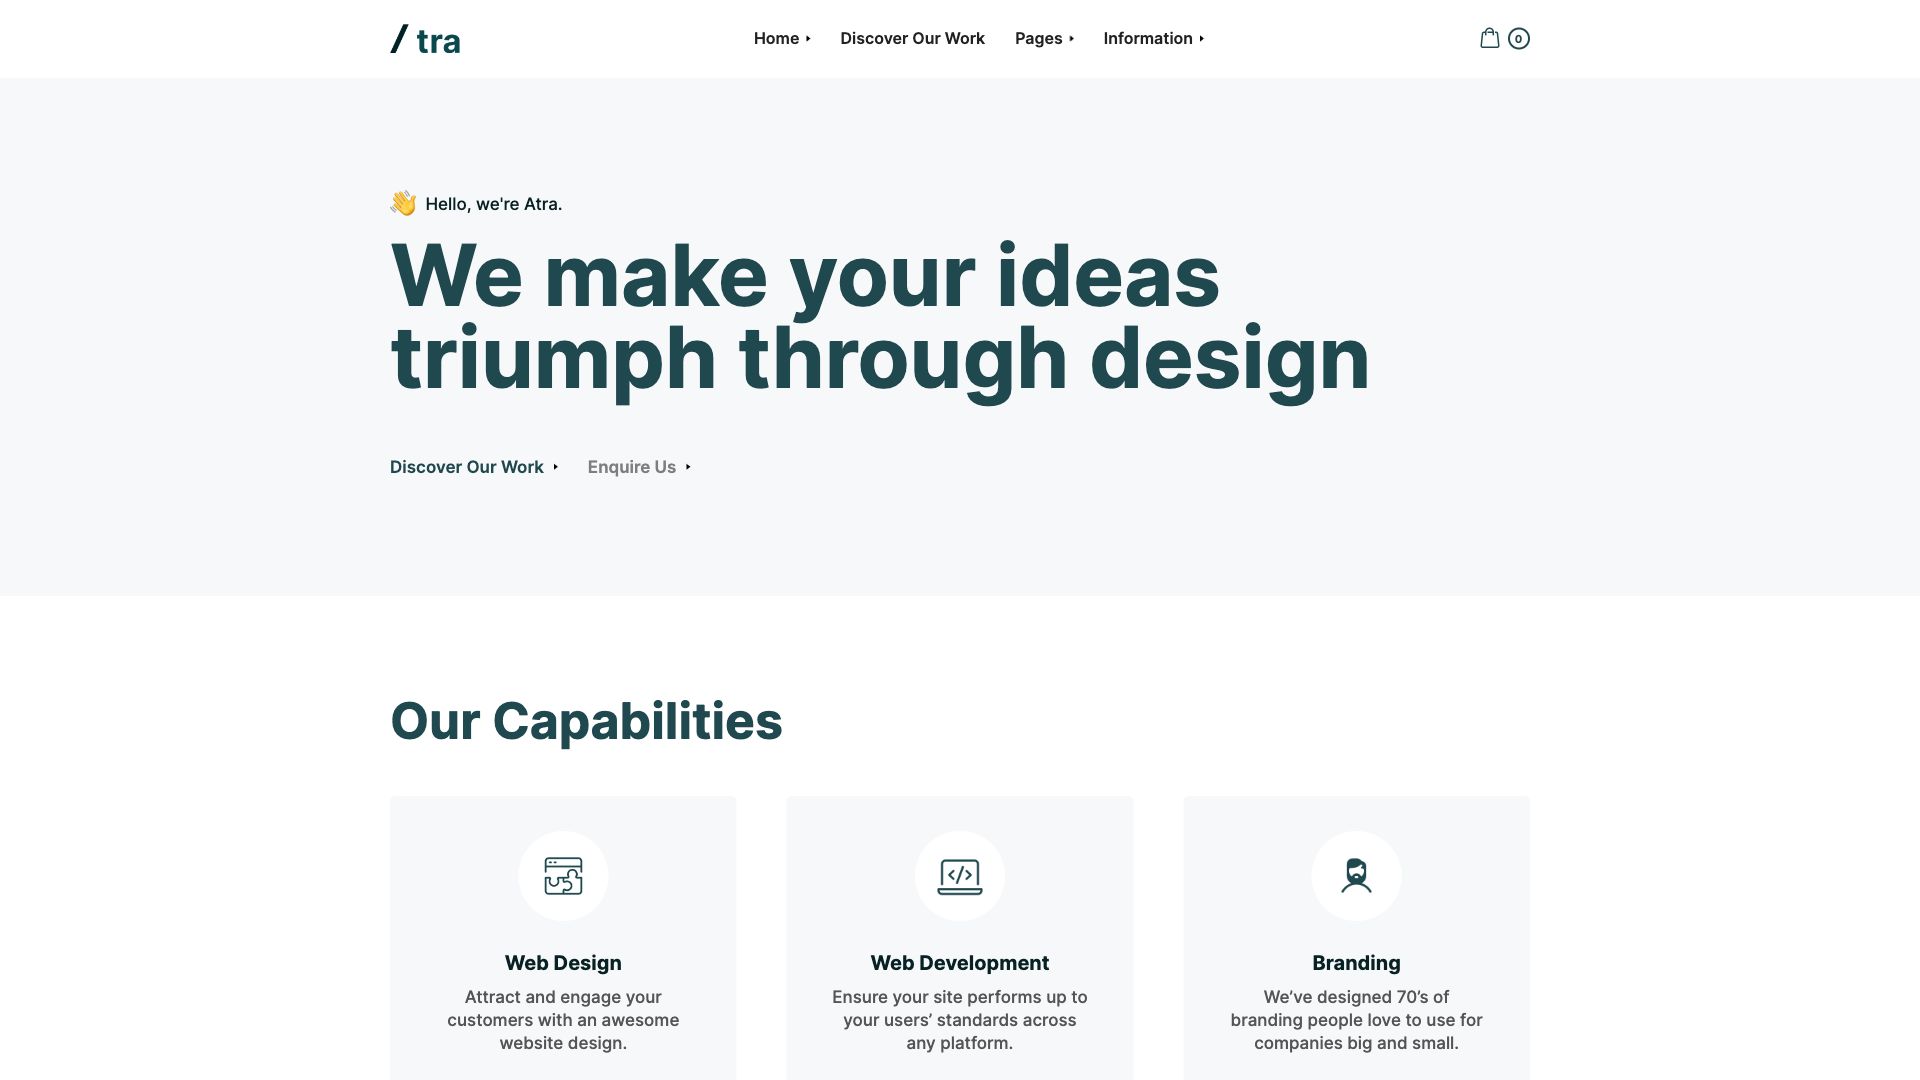 / tra
Home
Discover Our Work
Pages
Information
0
Hello, we're Atra.
We make your ideas
triumph through design
Discover Our Work
Enquire Us
Our Capabilities
Web Design
Attract and engage your
customers with an awesome
website design.
Web Development
Ensure your site performs up to
your users’ standards across
any platform.
Branding
We’ve designed 70’s of
branding people love to use for
companies big and small.